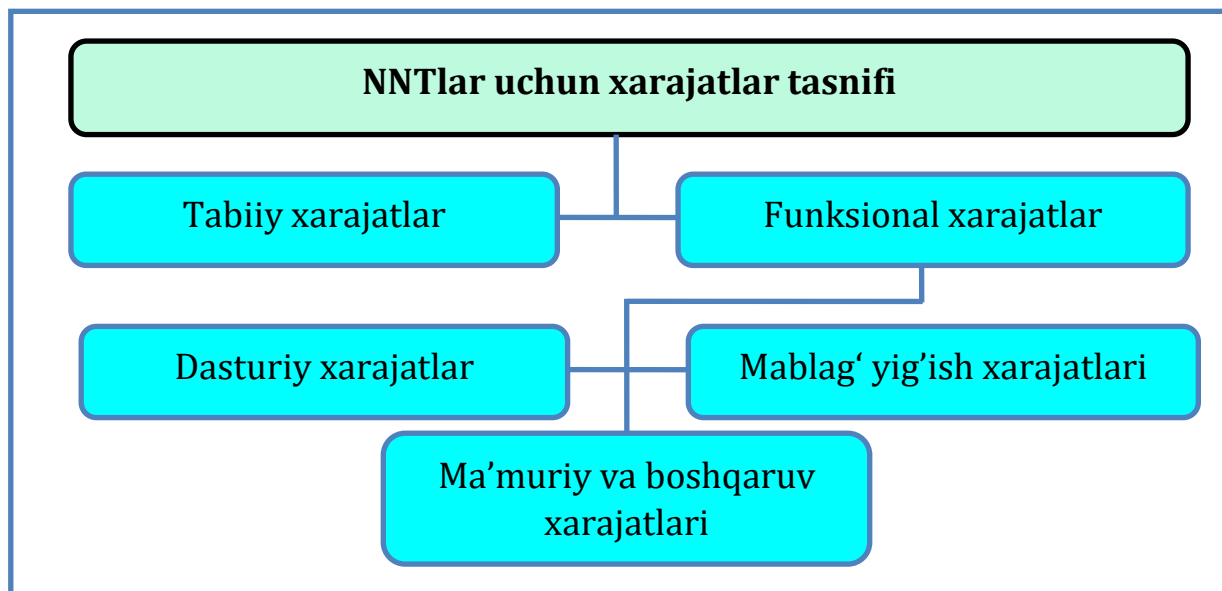 NNTlar uchun xarajatlar tasnifi
Tabiiy xarajatlar
Funksional xarajatlar
Dasturiy xarajatlar
Mablag‘ yig’ish xarajatlari
Ma’muriy va boshqaruv
xarajatlari